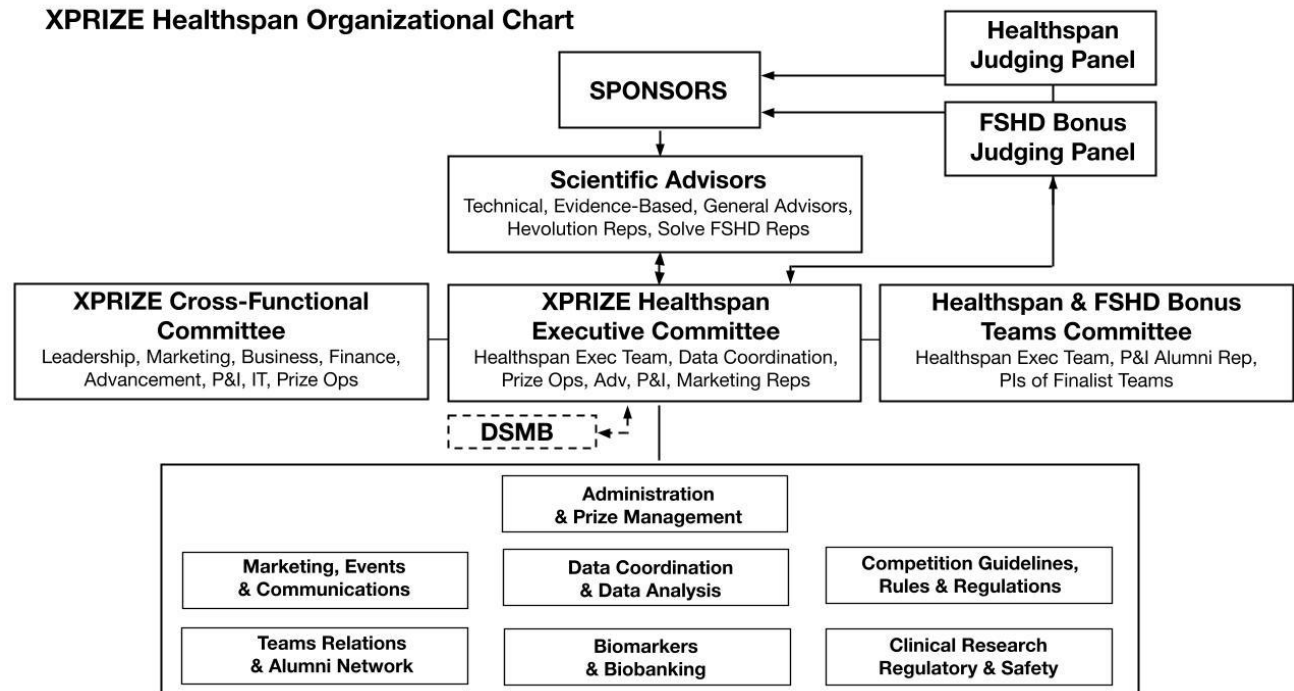 XPRIZE Healthspan Organizational Chart
Healthspan
Judging Panel
SPONSORS
FSHD Bonus
Judging Panel
Scientific Advisors
Technical, Evidence-Based, General Advisors,
Hevolution Reps, Solve FSHD Reps
XPRIZE Cross-Functional
Committee
Leadership, Marketing, Business, Finance,
Advancement, P&I, IT, Prize Ops
XPRIZE Healthspan
Executive Committee
Healthspan Exec Team, Data Coordination,
Prize Ops, Adv, P&I, Marketing Reps
Healthspan & FSHD Bonus
Teams Committee
Healthspan Exec Team, P&I Alumni Rep,
PIs of Finalist Teams
DSMB
Administration
& Prize Management
Marketing, Events
& Communications
Data Coordination
& Data Analysis
Competition Guidelines,
Rules & Regulations
Teams Relations
& Alumni Network
Biomarkers
& Biobanking
Clinical Research
Regulatory & Safety